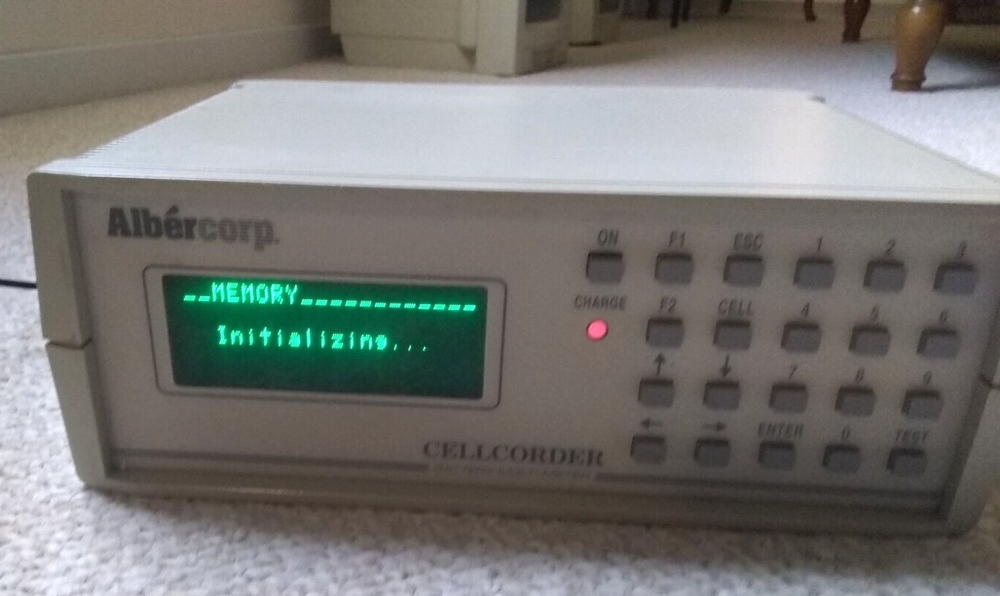 Albércorp.
__MEMORY____________
Initializing...
ON F1 ESC 1 2 3
CHARGE F2 CELL 4 5 6
↑ ↓ 7 8 9
← → ENTER 0 TEST
CELLCORDER